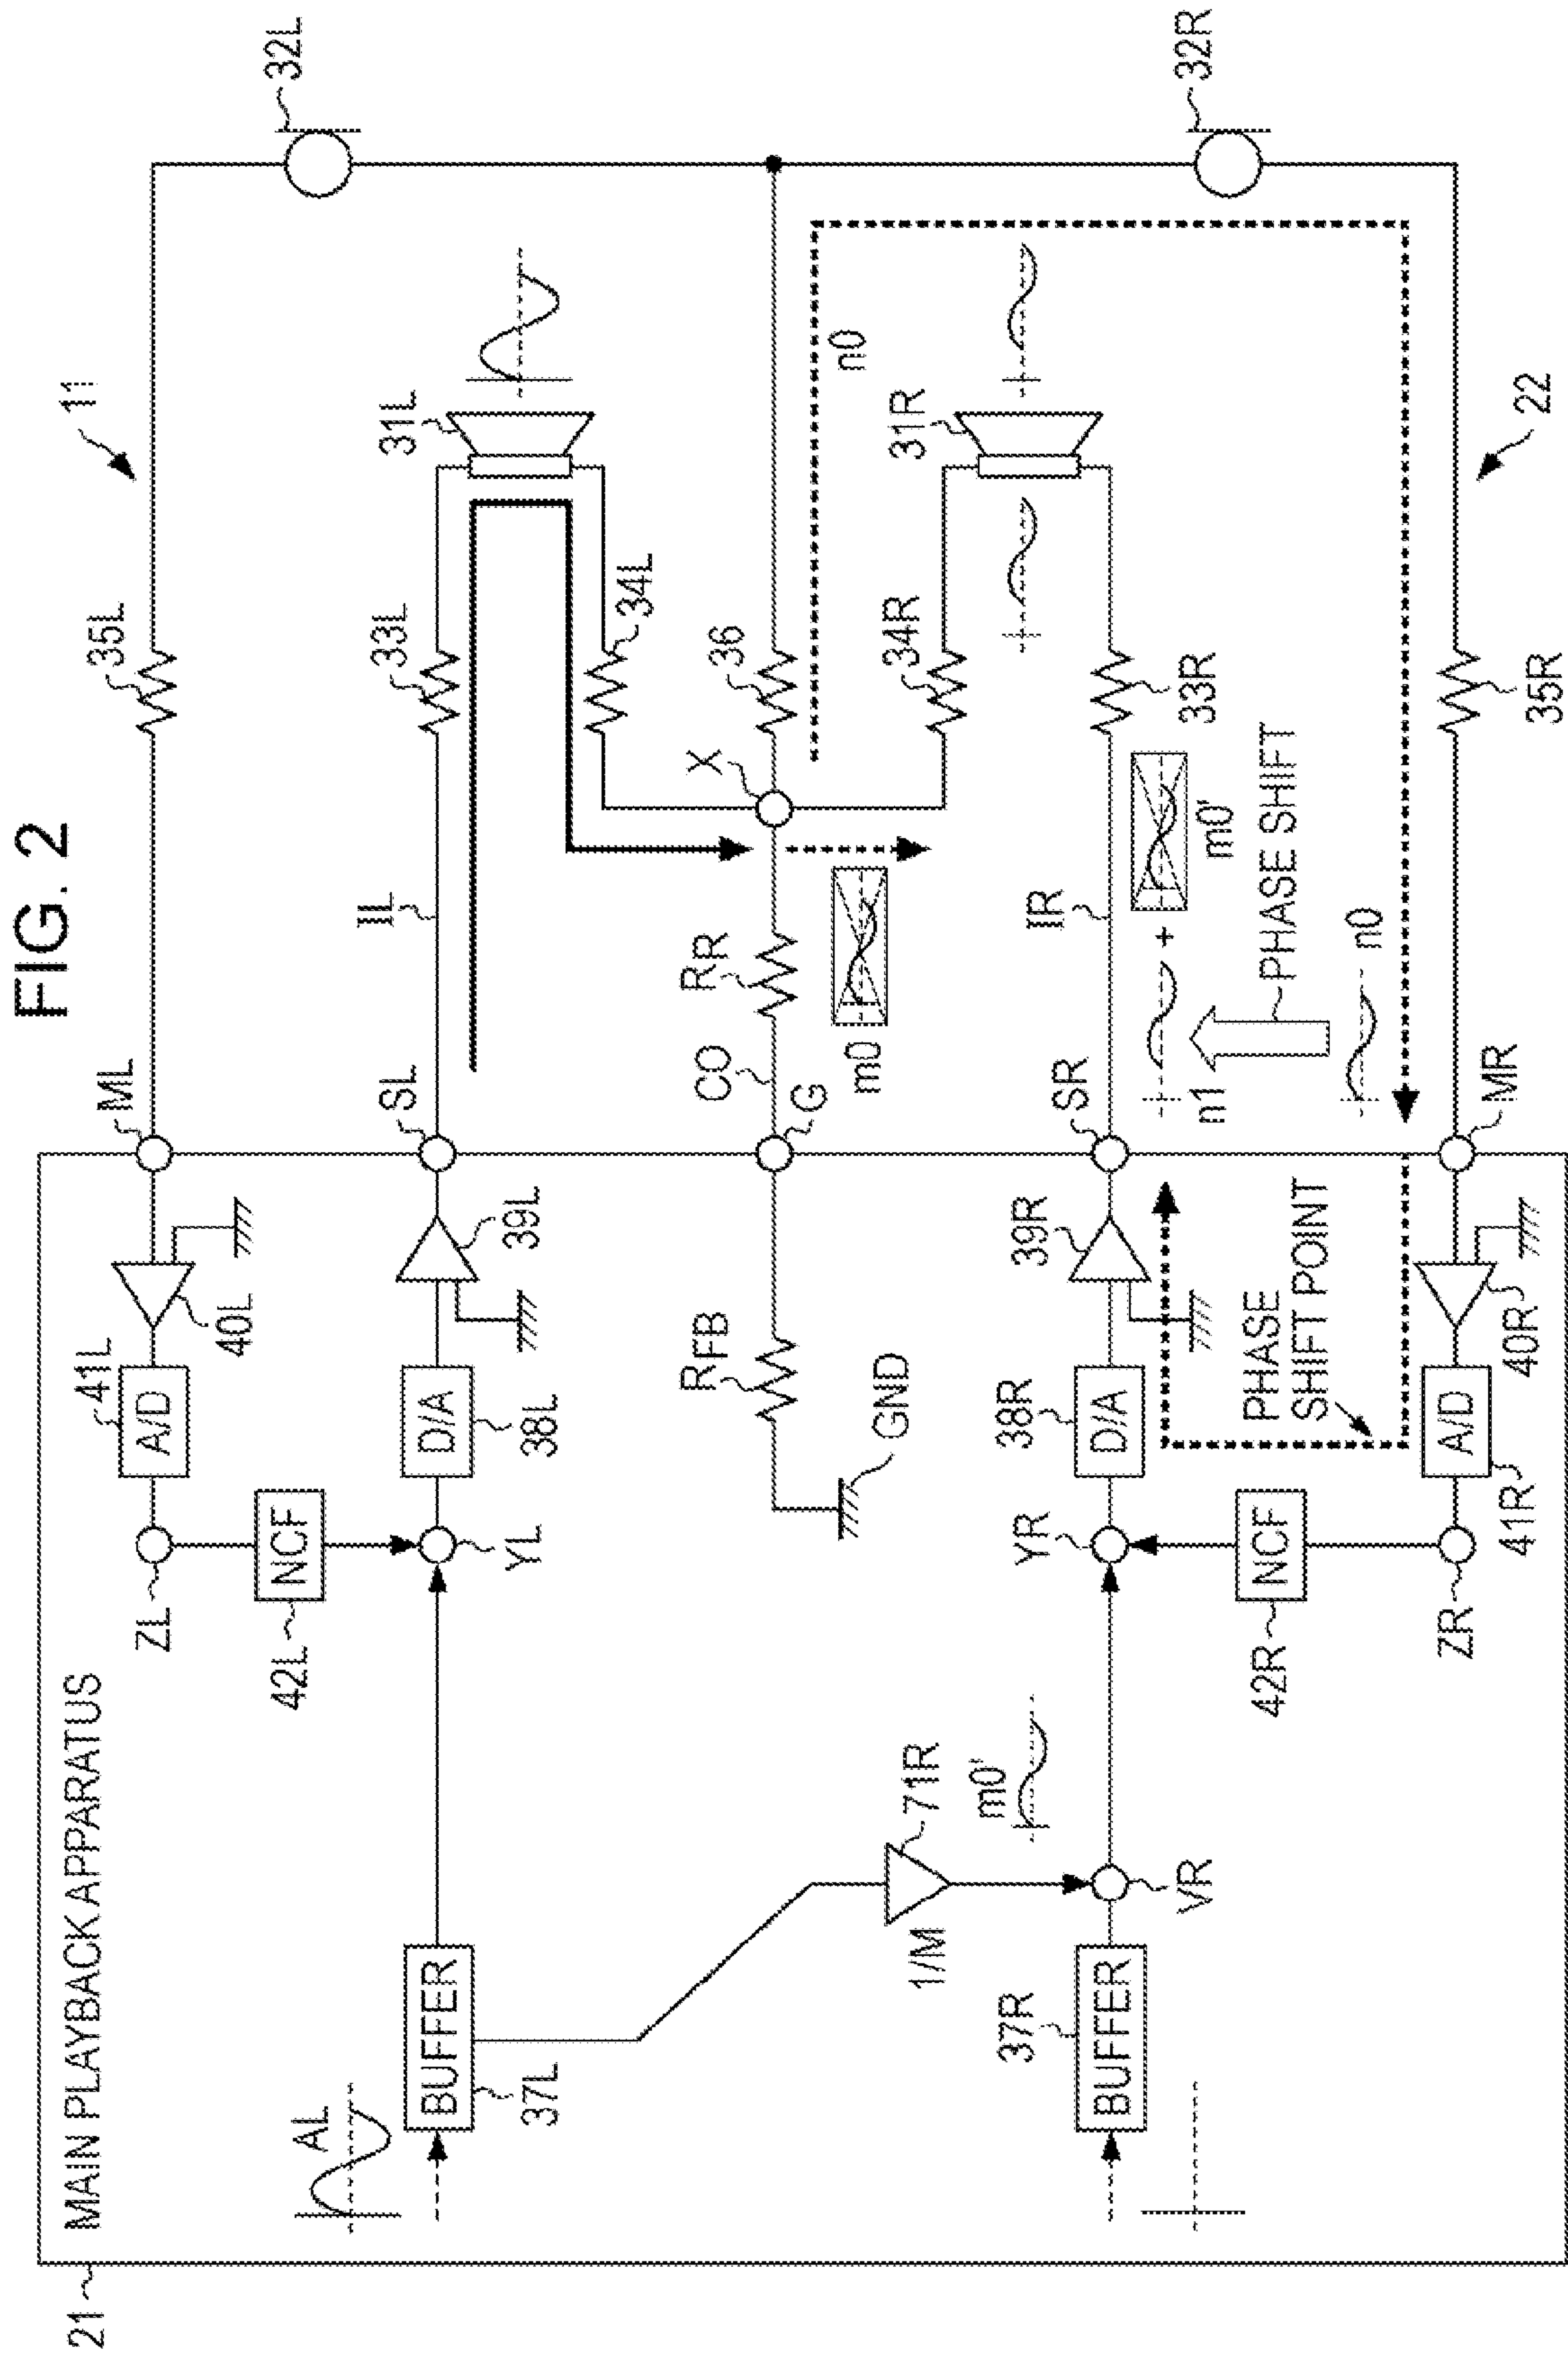 FIG. 2
11
22
21
MAIN PLAYBACK APPARATUS
AL
BUFFER
37L
ZL
42L
NCF
YL
41L
A/D
40L
D/A
38L
39L
ML
SL
IL
35L
33L
31L
34L
32L
1/M
71R
m0'
VR
37R
BUFFER
RFB
GND
G
CO
RR
m0
X
36
n0
34R
31R
32R
YR
38R
D/A
39R
SR
IR
33R
m0'
n1
+
PHASE SHIFT
n0
42R
NCF
ZR
41R
A/D
40R
PHASE
SHIFT POINT
MR
35R